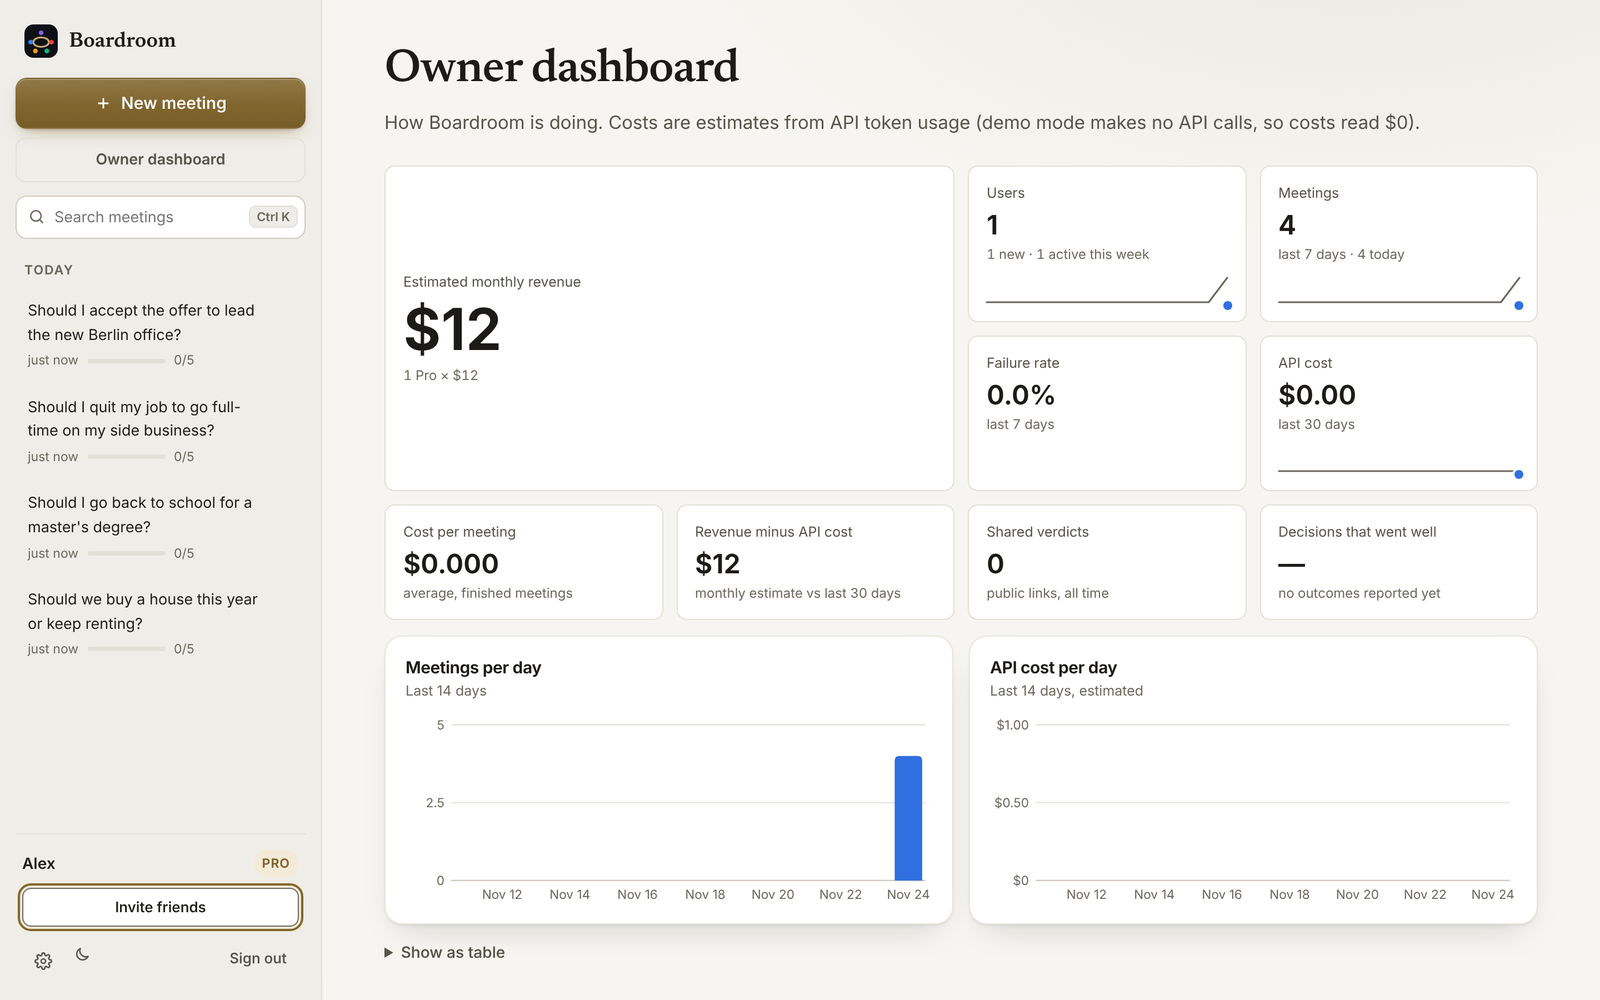 Boardroom
+ New meeting
Owner dashboard
Search meetings
Ctrl K
TODAY
Should I accept the offer to lead
the new Berlin office?
just now
0/5
Should I quit my job to go full-
time on my side business?
just now
0/5
Should I go back to school for a
master's degree?
just now
0/5
Should we buy a house this year
or keep renting?
just now
0/5
Alex
PRO
Invite friends
Sign out
Owner dashboard
How Boardroom is doing. Costs are estimates from API token usage (demo mode makes no API calls, so costs read $0).
Estimated monthly revenue
$12
1 Pro × $12
Users
1
1 new · 1 active this week
Meetings
4
last 7 days · 4 today
Failure rate
0.0%
last 7 days
API cost
$0.00
last 30 days
Cost per meeting
$0.000
average, finished meetings
Revenue minus API cost
$12
monthly estimate vs last 30 days
Shared verdicts
0
public links, all time
Decisions that went well
—
no outcomes reported yet
Meetings per day
Last 14 days
5
2.5
0
Nov 12 Nov 14 Nov 16 Nov 18 Nov 20 Nov 22 Nov 24
API cost per day
Last 14 days, estimated
$1.00
$0.50
$0
Nov 12 Nov 14 Nov 16 Nov 18 Nov 20 Nov 22 Nov 24
Show as table